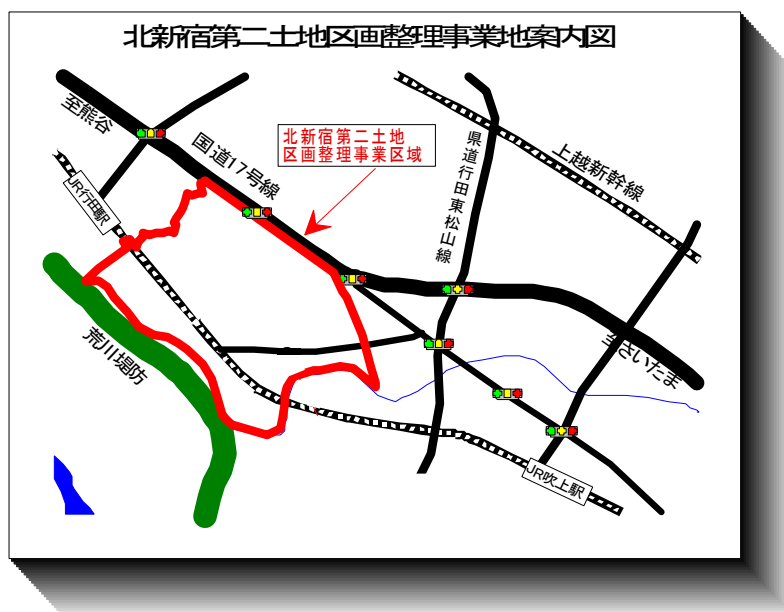 北新宿第二土地区画整理事業地案内図
至熊谷
国道17号線
北新宿第二土地
区画整理事業区域
県道行田東松山線
上越新幹線
JR行田駅
荒川堤防
至さいたま
JR吹上駅